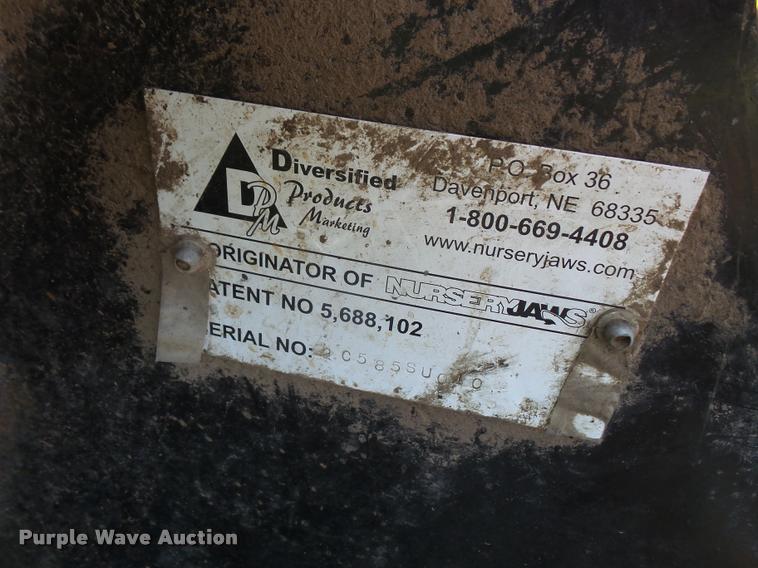 DPM
Diversified
Products
Marketing
P.O. Box 36
Davenport, NE 68335
1-800-669-4408
www.nurseryjaws.com
ORIGINATOR OF NURSERYJAWS®
ATENT NO 5,688,102
ERIAL NO:
Purple Wave Auction